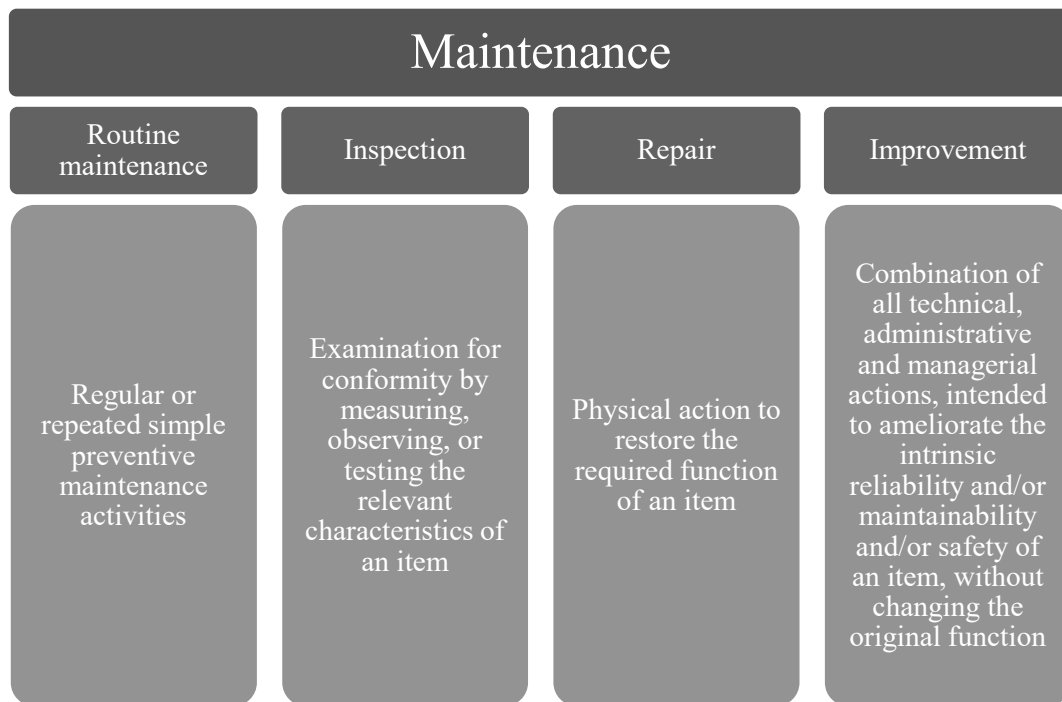 Maintenance
Routine
maintenance
Inspection
Repair
Improvement
Regular or
repeated simple
preventive
maintenance
activities
Examination for
conformity by
measuring,
observing, or
testing the
relevant
characteristics of
an item
Physical action to
restore the
required function
of an item
Combination of
all technical,
administrative
and managerial
actions, intended
to ameliorate the
intrinsic
reliability and/or
maintainability
and/or safety of
an item, without
changing the
original function